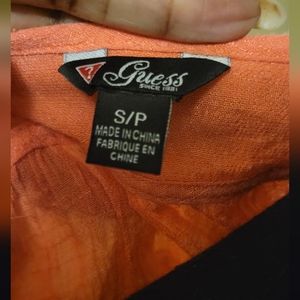 ? Guess
SINCE 1981
S/P
MADE IN CHINA
FABRIQUE EN
CHINE